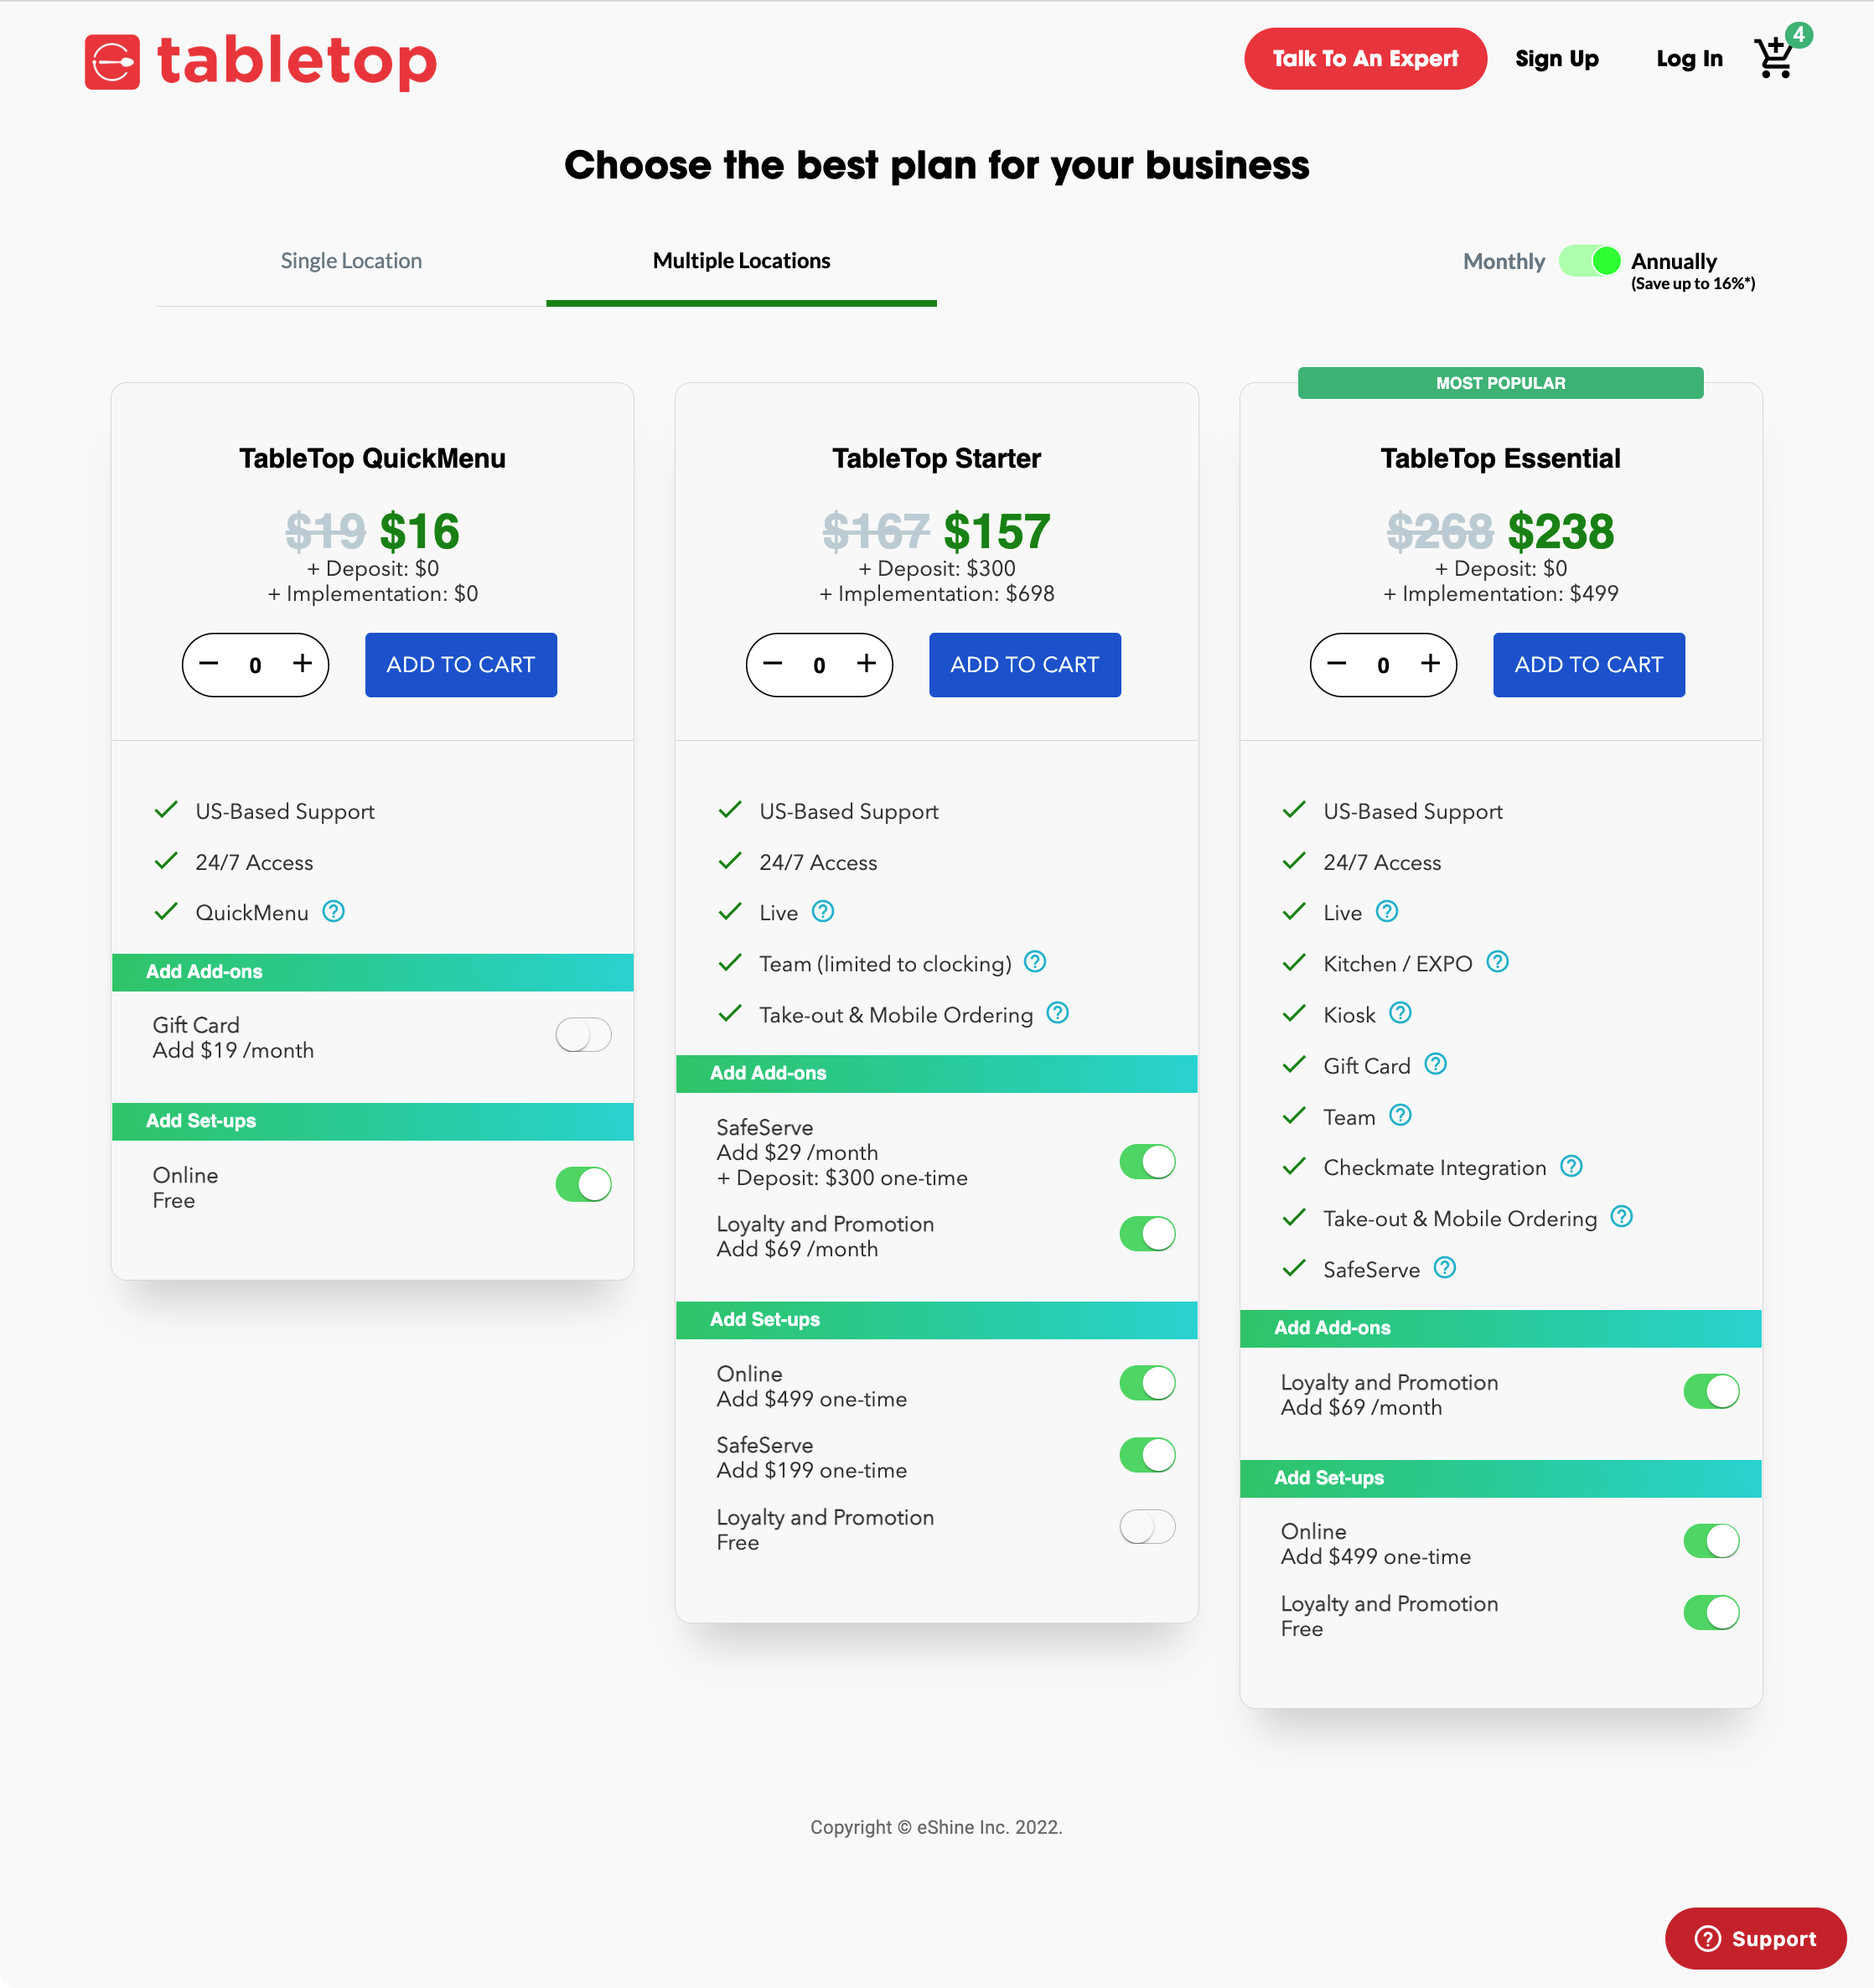 tabletop
Talk To An Expert
Sign Up
Log In
4
Choose the best plan for your business
Single Location
Multiple Locations
Monthly
Annually
(Save up to 16%*)
TableTop QuickMenu
$19 $16
+ Deposit: $0
+ Implementation: $0
− 0 +
ADD TO CART
US-Based Support
24/7 Access
QuickMenu ?
Add Add-ons
Gift Card
Add $19 /month
Add Set-ups
Online
Free
TableTop Starter
$167 $157
+ Deposit: $300
+ Implementation: $698
− 0 +
ADD TO CART
US-Based Support
24/7 Access
Live ?
Team (limited to clocking) ?
Take-out & Mobile Ordering ?
Add Add-ons
SafeServe
Add $29 /month
+ Deposit: $300 one-time
Loyalty and Promotion
Add $69 /month
Add Set-ups
Online
Add $499 one-time
SafeServe
Add $199 one-time
Loyalty and Promotion
Free
MOST POPULAR
TableTop Essential
$268 $238
+ Deposit: $0
+ Implementation: $499
− 0 +
ADD TO CART
US-Based Support
24/7 Access
Live ?
Kitchen / EXPO ?
Kiosk ?
Gift Card ?
Team ?
Checkmate Integration ?
Take-out & Mobile Ordering ?
SafeServe ?
Add Add-ons
Loyalty and Promotion
Add $69 /month
Add Set-ups
Online
Add $499 one-time
Loyalty and Promotion
Free
Copyright © eShine Inc. 2022.
? Support